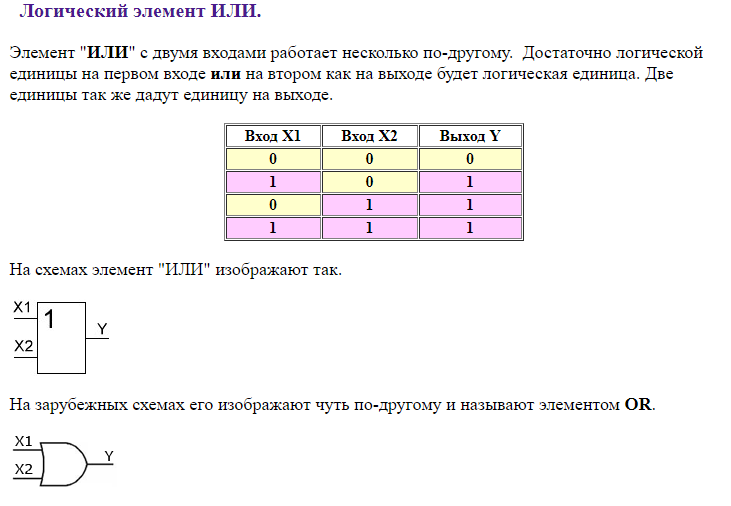 Логический элемент ИЛИ.
Элемент "ИЛИ" с двумя входами работает несколько по-другому. Достаточно логической
единицы на первом входе или на втором как на выходе будет логическая единица. Две
единицы так же дадут единицу на выходе.
Вход X1 Вход X2 Выход Y
0 0 0
1 0 1
0 1 1
1 1 1
На схемах элемент "ИЛИ" изображают так.
X1 1
Y
X2
На зарубежных схемах его изображают чуть по-другому и называют элементом OR.
X1
Y
X2